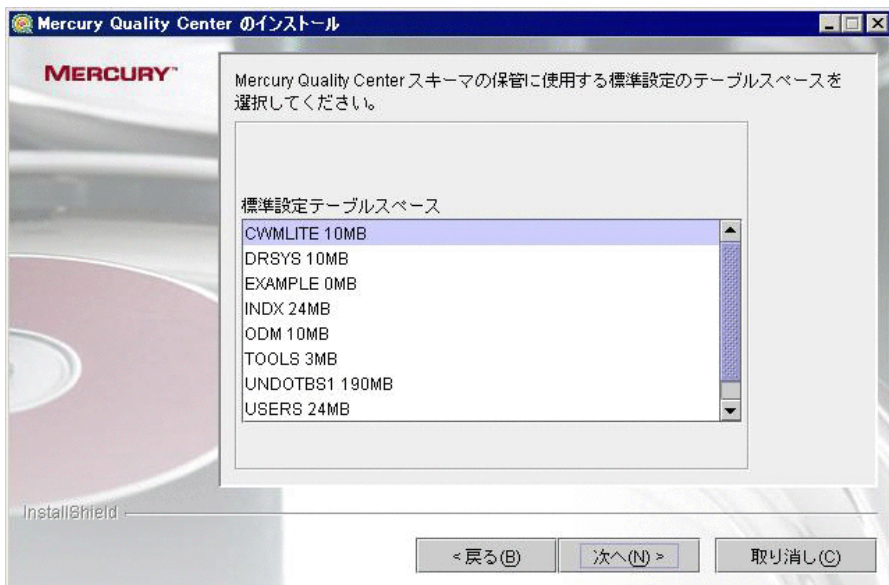 Mercury Quality Center のインストール
MERCURY™
Mercury Quality Center スキーマの保管に使用する標準設定のテーブルスペースを
選択してください。
標準設定テーブルスペース
CWMLITE 10MB
DRSYS 10MB
EXAMPLE 0MB
INDX 24MB
ODM 10MB
TOOLS 3MB
UNDOTBS1 190MB
USERS 24MB
InstallShield
<戻る(B)
次へ(N) >
取り消し(C)